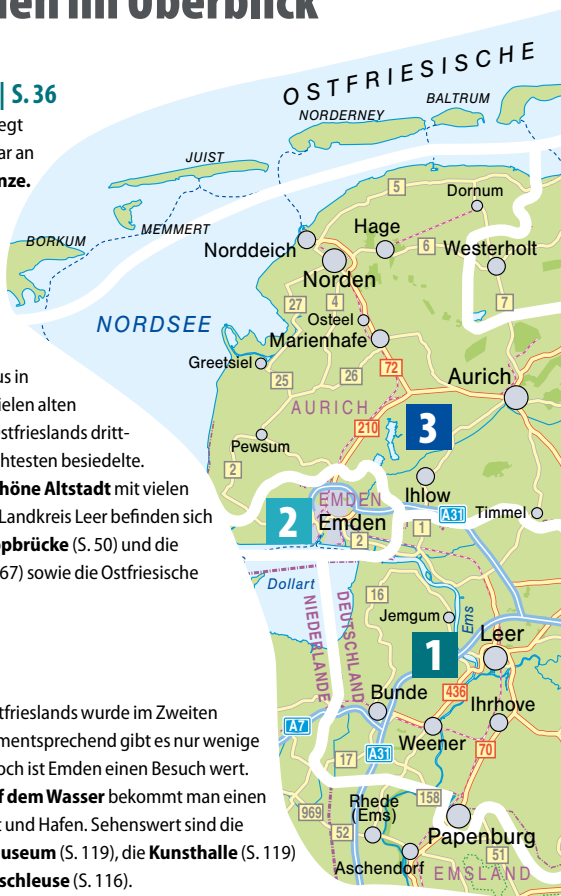 en im Überblick
| S. 36
egt
ar an
nze.
us in
ielen alten
stfrieslands dritt-
chtesten besiedelte.
höne Altstadt mit vielen
Landkreis Leer befinden sich
ppbrücke (S. 50) und die
67) sowie die Ostfriesische
tfrieslands wurde im Zweiten
mentsprechend gibt es nur wenige
och ist Emden einen Besuch wert.
f dem Wasser bekommt man einen
t und Hafen. Sehenswert sind die
useum (S. 119), die Kunsthalle (S. 119)
schleuse (S. 116).
OSTFRIESISCHE
BALTRUM
NORDERNEY
JUIST
MEMMERT
BORKUM
NORDSEE
5
Dornum
Hage
6
Westerholt
Norddeich
Norden
7
27
4
Osteel
Marienhafe
Greetsiel
72
25
26
Aurich
AURICH
210
3
Pewsum
2
Ihlow
EMDEN
2
Emden
A31
Timmel
1
2
Dollart
16
NIEDERLANDE
DEUTSCHLAND
Jemgum
Ems
1
Leer
436
Bunde
Ihrhove
A7
Weener
A31
17
70
158
Rhede
(Ems)
969
52
Papenburg
51
Aschendorf
EMSLAND